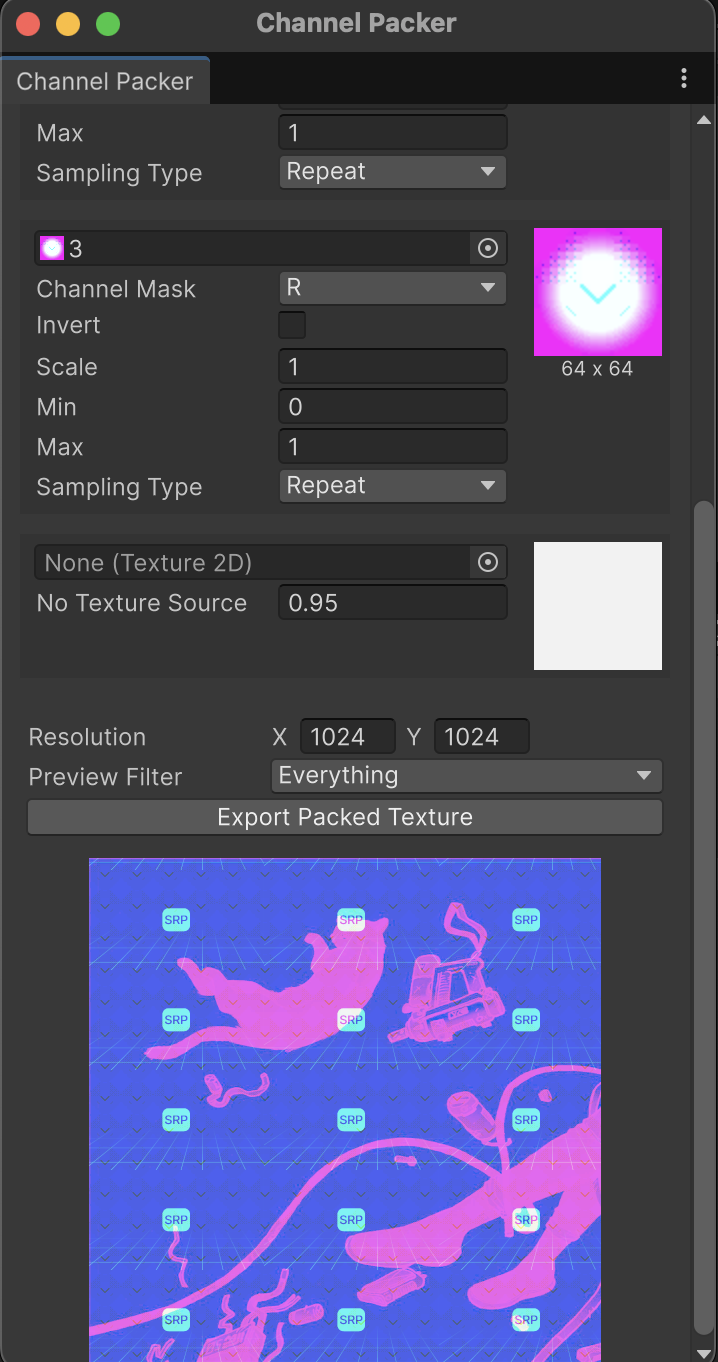 Channel Packer
Channel Packer
Max 1
Sampling Type Repeat
3
Channel Mask R
Invert
Scale 1
64 x 64
Min 0
Max 1
Sampling Type Repeat
None (Texture 2D)
No Texture Source 0.95
Resolution X 1024 Y 1024
Preview Filter Everything
Export Packed Texture
SRP SRP SRP
SRP SRP SRP
SRP SRP SRP
SRP SRP SRP
SRP SRP SRP